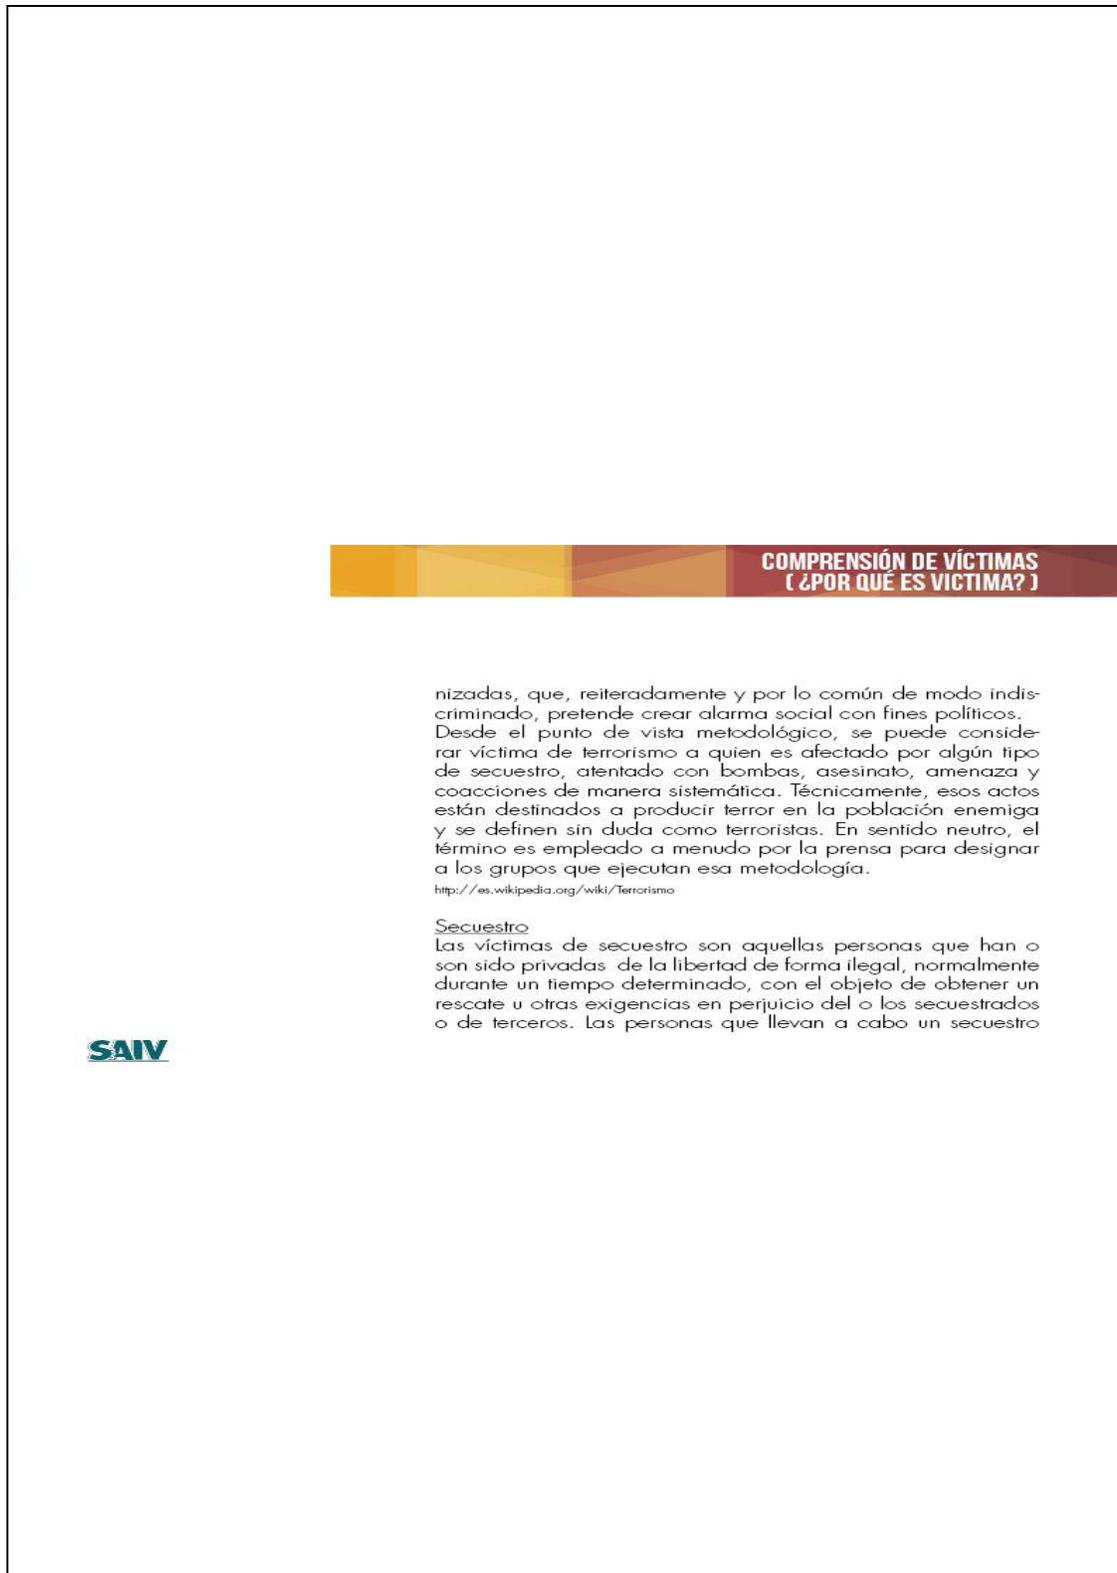 COMPRENSIÓN DE VÍCTIMAS
( ¿POR QUÉ ES VICTIMA? )
nizadas, que, reiteradamente y por lo común de modo indis-
criminado, pretende crear alarma social con fines políticos.
Desde el punto de vista metodológico, se puede conside-
rar víctima de terrorismo a quien es afectado por algún tipo
de secuestro, atentado con bombas, asesinato, amenaza y
coacciones de manera sistemática. Técnicamente, esos actos
están destinados a producir terror en la población enemiga
y se definen sin duda como terroristas. En sentido neutro, el
término es empleado a menudo por la prensa para designar
a los grupos que ejecutan esa metodología.
http://es.wikipedia.org/wiki/Terrorismo
Secuestro
Las víctimas de secuestro son aquellas personas que han o
son sido privadas de la libertad de forma ilegal, normalmente
durante un tiempo determinado, con el objeto de obtener un
rescate u otras exigencias en perjuicio del o los secuestrados
o de terceros. Las personas que llevan a cabo un secuestro
SAIV